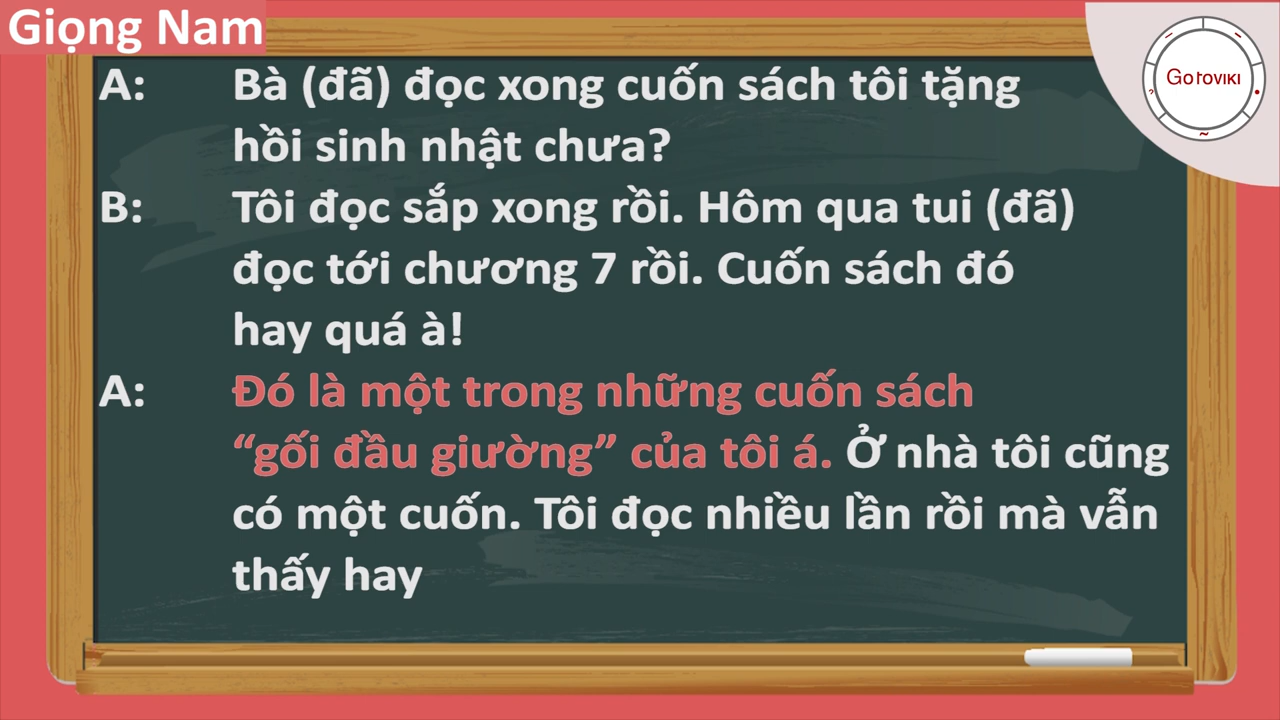 Giọng Nam
GotoVIKI
A: Bà (đã) đọc xong cuốn sách tôi tặng
hồi sinh nhật chưa?
B: Tôi đọc sắp xong rồi. Hôm qua tui (đã)
đọc tới chương 7 rồi. Cuốn sách đó
hay quá à!
A: Đó là một trong những cuốn sách
“gối đầu giường” của tôi á. Ở nhà tôi cũng
có một cuốn. Tôi đọc nhiều lần rồi mà vẫn
thấy hay